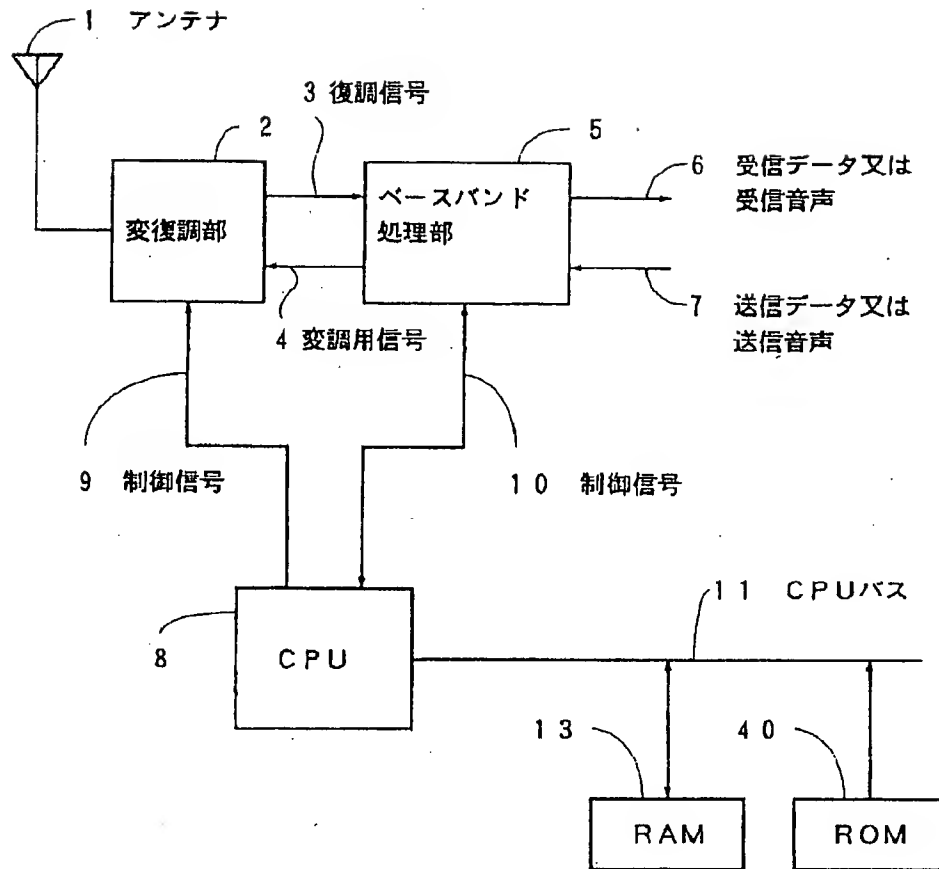 1 アンテナ
3 復調信号
2
5
変復調部
ベースバンド
処理部
6 受信データ又は
受信音声
4 変調用信号
7 送信データ又は
送信音声
9 制御信号
10 制御信号
8
CPU
11 CPUバス
13
40
RAM
ROM